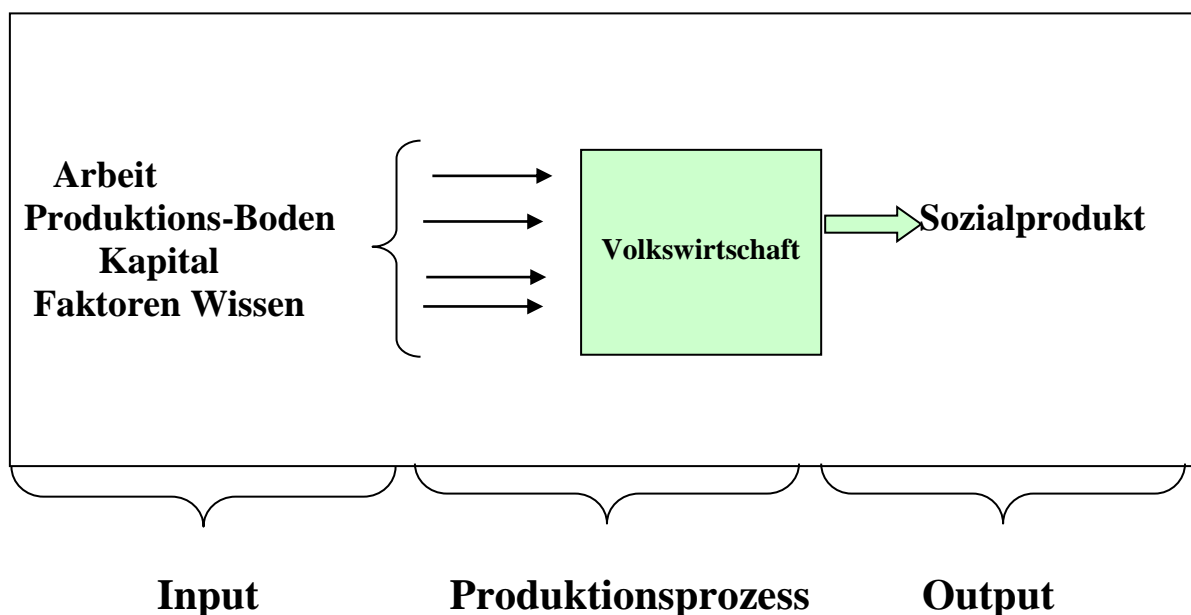 Arbeit
Produktions-Boden
Kapital
Faktoren Wissen
Volkswirtschaft
Sozialprodukt
Input
Produktionsprozess
Output